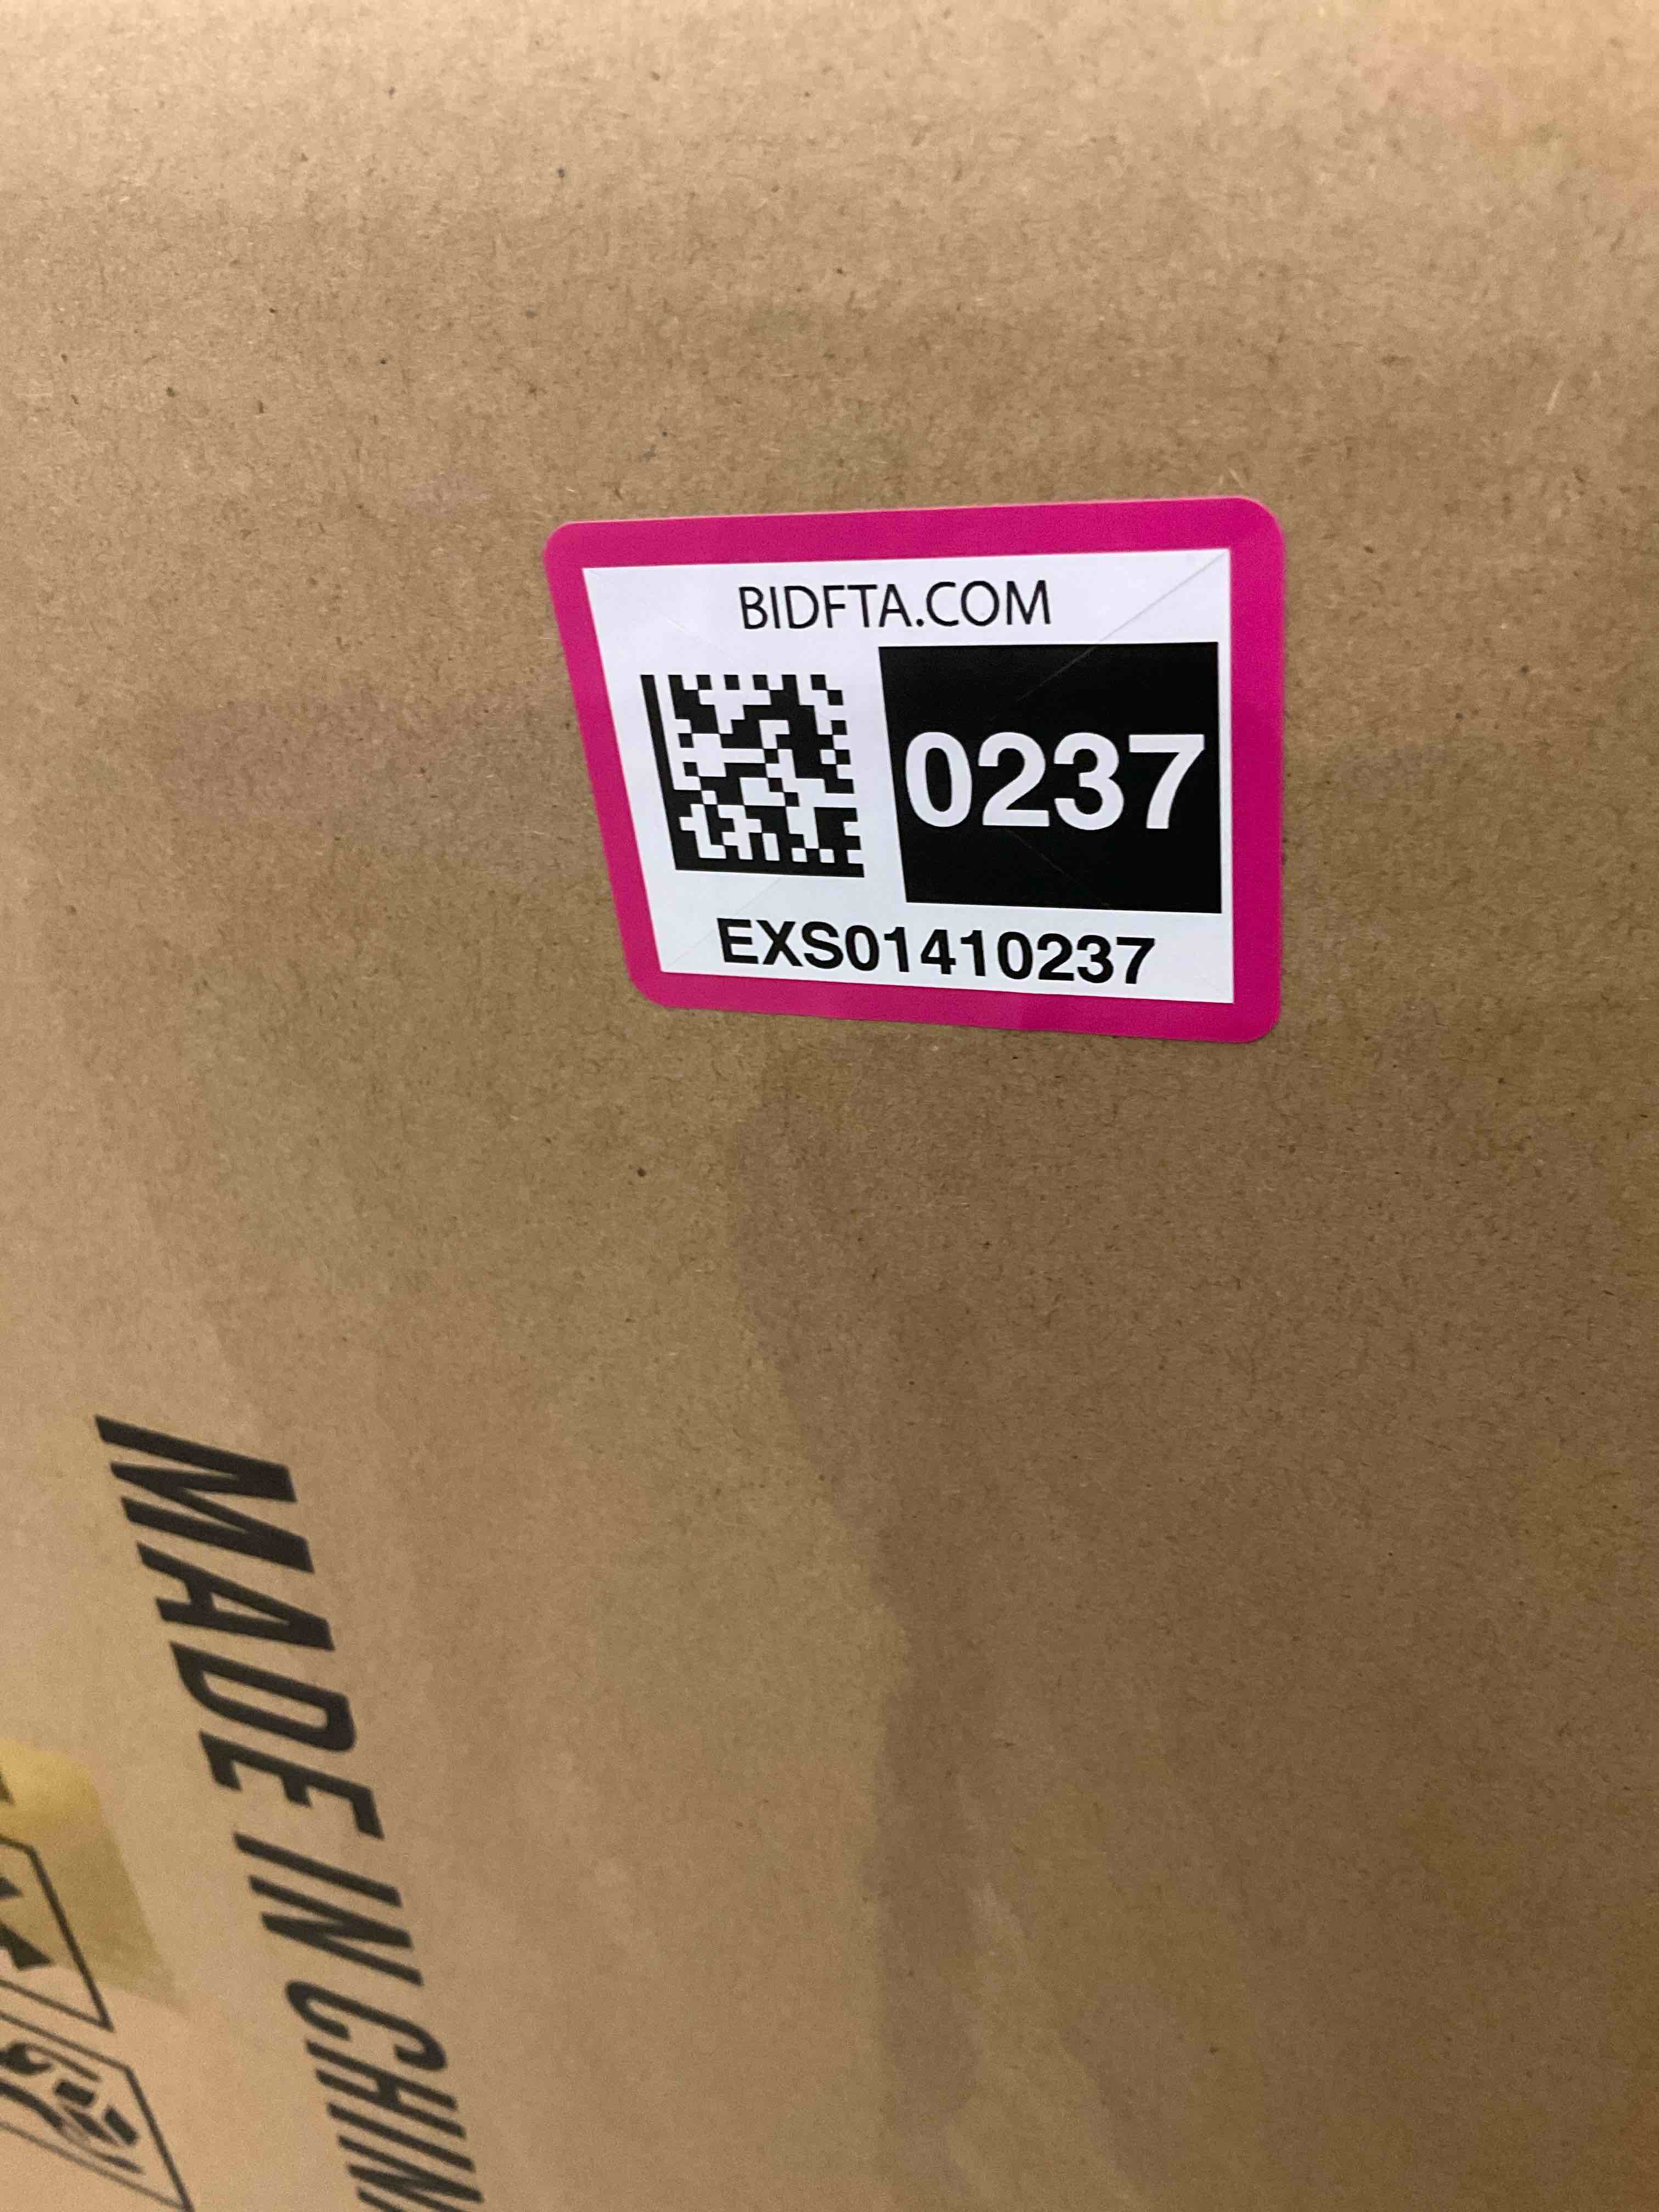 BIDFTA.COM
0237
EXS01410237
MADE IN CHIN